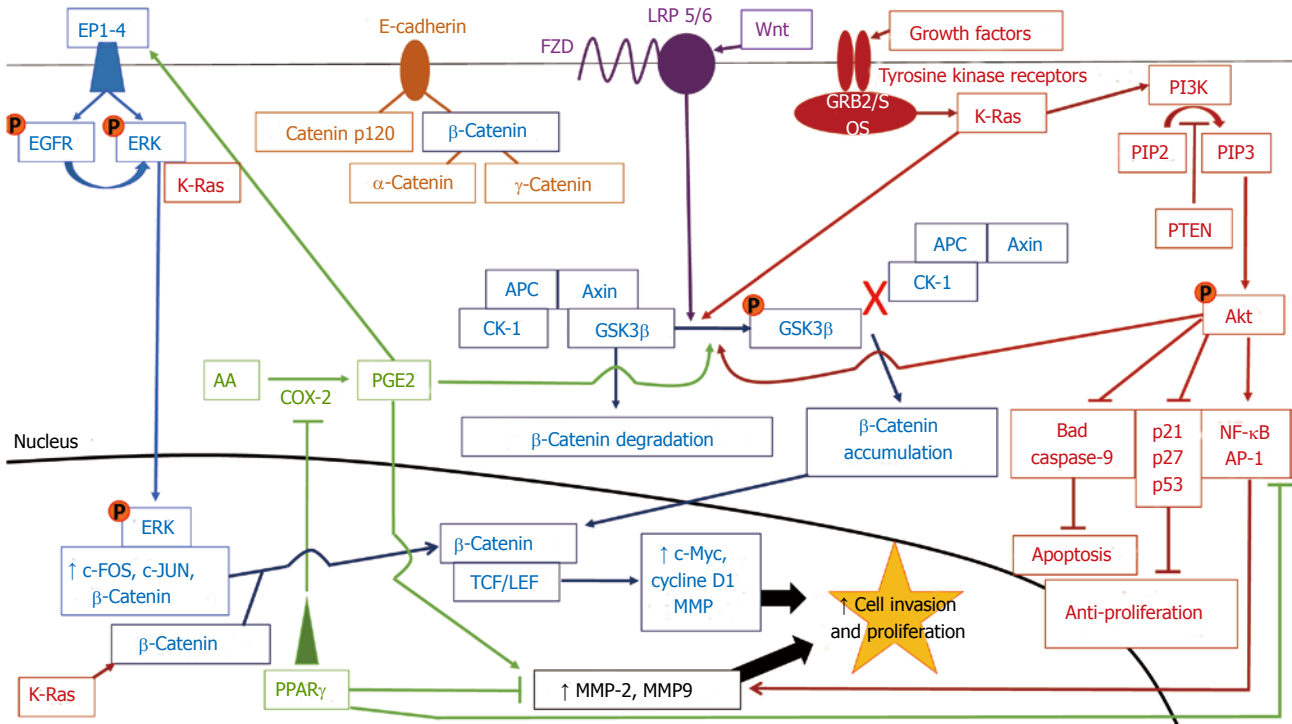 EP1-4
E-cadherin
LRP 5/6
FZD
Wnt
Growth factors
Tyrosine kinase receptors
GRB2/S
OS
K-Ras
PI3K
PIP2
PIP3
PTEN
P
EGFR
P
ERK
K-Ras
Catenin p120
β-Catenin
α-Catenin
γ-Catenin
APC
Axin
CK-1
GSK3β
P
GSK3β
X
APC
Axin
CK-1
P
Akt
AA
COX-2
PGE2
β-Catenin degradation
β-Catenin
accumulation
Bad
caspase-9
p21
p27
p53
NF-κB
AP-1
Nucleus
P
ERK
↑ c-FOS, c-JUN,
β-Catenin
β-Catenin
TCF/LEF
↑ c-Myc,
cycline D1
MMP
↑ Cell invasion
and proliferation
Apoptosis
Anti-proliferation
β-Catenin
K-Ras
PPARγ
↑ MMP-2, MMP9